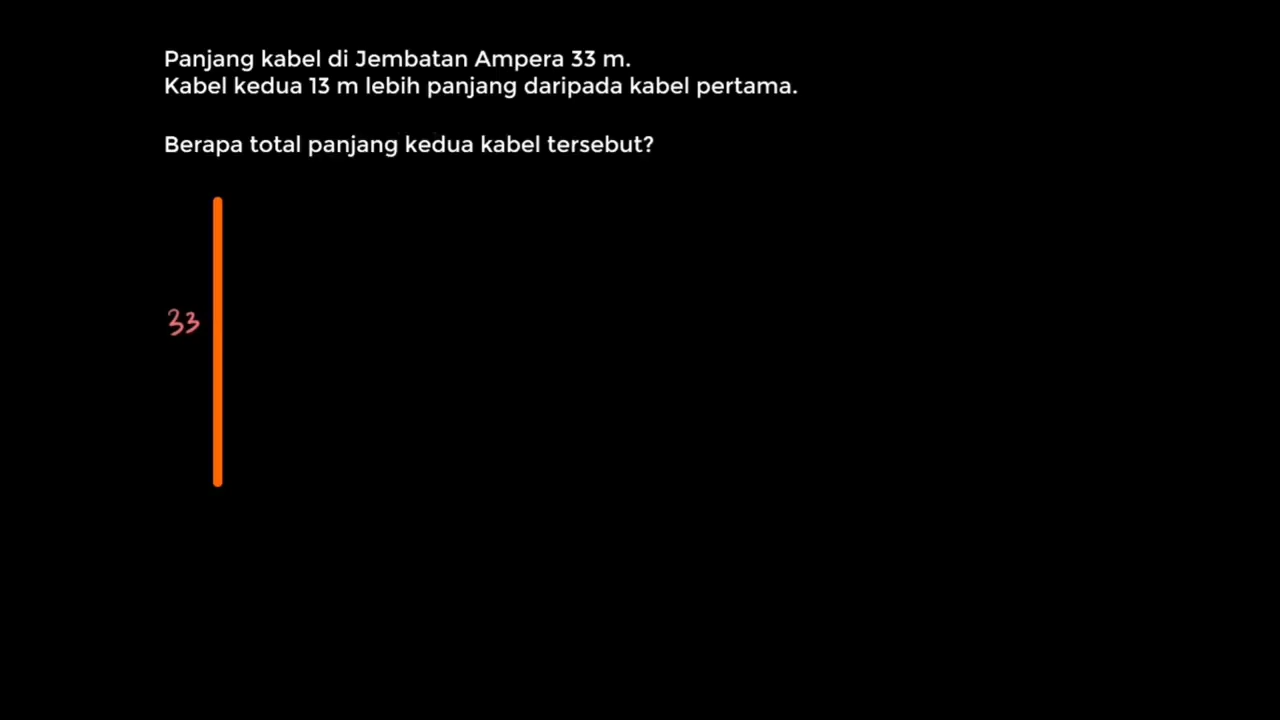 Panjang kabel di Jembatan Ampera 33 m.
Kabel kedua 13 m lebih panjang daripada kabel pertama.
Berapa total panjang kedua kabel tersebut?
33